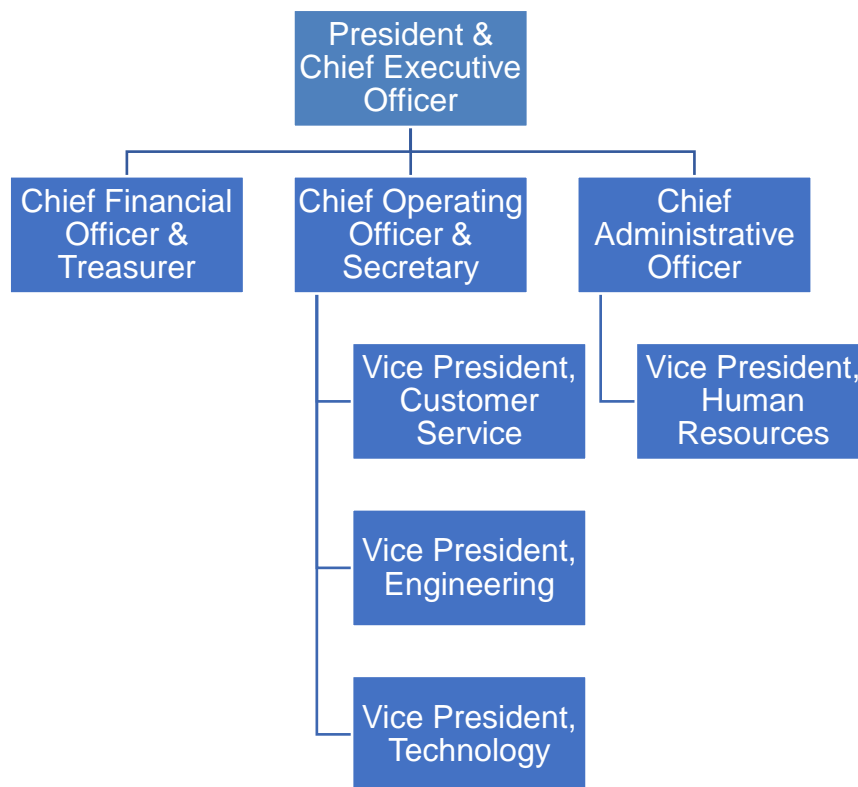 President &
Chief Executive
Officer
Chief Financial
Officer &
Treasurer
Chief Operating
Officer &
Secretary
Chief
Administrative
Officer
Vice President,
Customer
Service
Vice President,
Human
Resources
Vice President,
Engineering
Vice President,
Technology